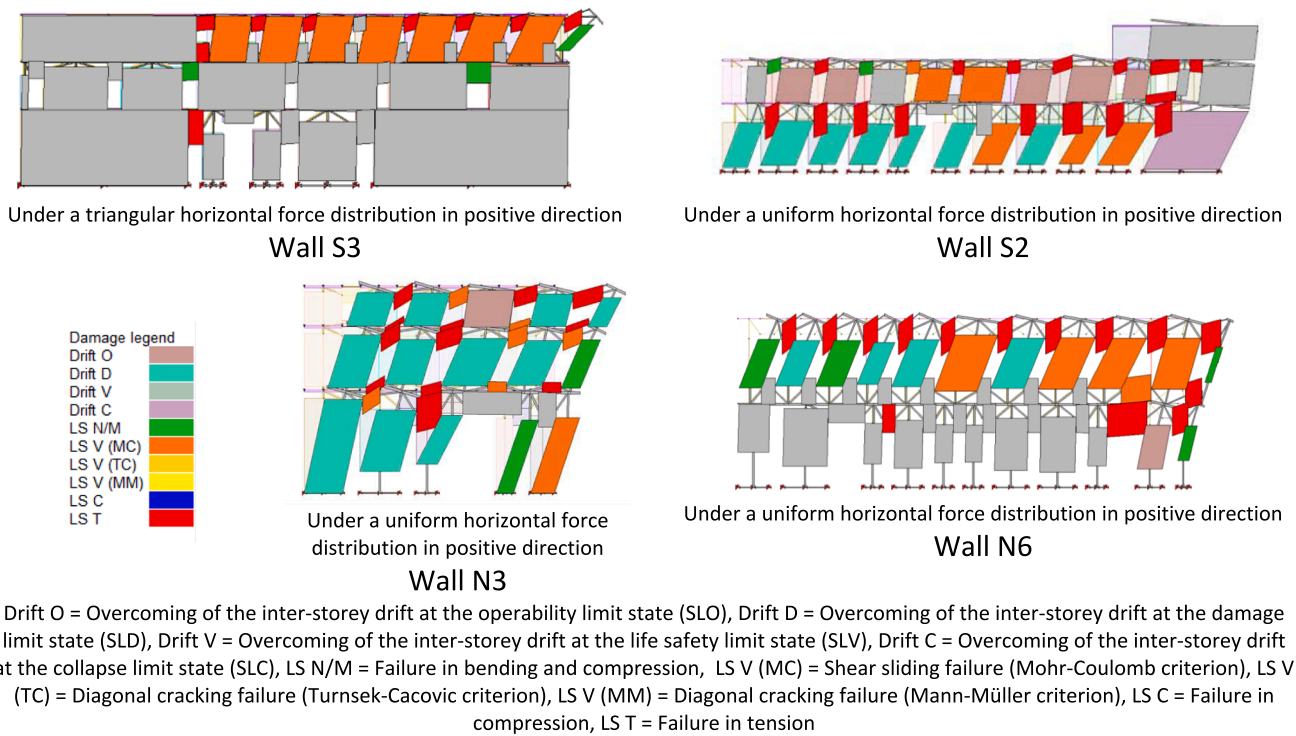 Under a triangular horizontal force distribution in positive direction
Wall S3
Under a uniform horizontal force distribution in positive direction
Wall S2
Damage legend
Drift O
Drift D
Drift V
Drift C
LS N/M
LS V (MC)
LS V (TC)
LS V (MM)
LS C
LS T
Under a uniform horizontal force
distribution in positive direction
Wall N3
Under a uniform horizontal force distribution in positive direction
Wall N6
Drift O = Overcoming of the inter-storey drift at the operability limit state (SLO), Drift D = Overcoming of the inter-storey drift at the damage
limit state (SLD), Drift V = Overcoming of the inter-storey drift at the life safety limit state (SLV), Drift C = Overcoming of the inter-storey drift
at the collapse limit state (SLC), LS N/M = Failure in bending and compression, LS V (MC) = Shear sliding failure (Mohr-Coulomb criterion), LS V
(TC) = Diagonal cracking failure (Turnsek-Cacovic criterion), LS V (MM) = Diagonal cracking failure (Mann-Müller criterion), LS C = Failure in
compression, LS T = Failure in tension